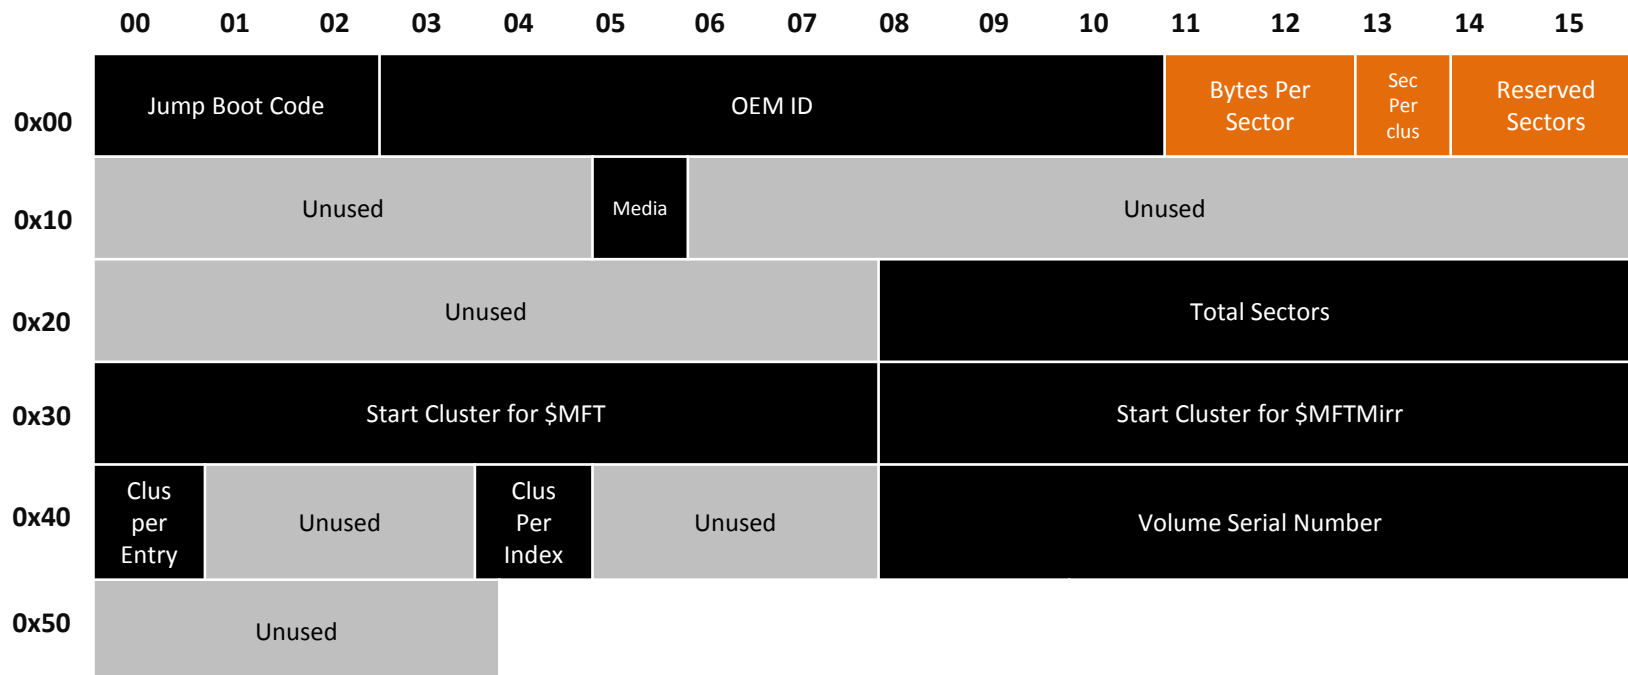 00 01 02 03 04 05 06 07 08 09 10 11 12 13 14 15
0x00
Jump Boot Code
OEM ID
Bytes Per
Sector
Sec
Per
clus
Reserved
Sectors
0x10
Unused
Media
Unused
0x20
Unused
Total Sectors
0x30
Start Cluster for $MFT
Start Cluster for $MFTMirr
0x40
Clus
per
Entry
Unused
Clus
Per
Index
Unused
Volume Serial Number
0x50
Unused